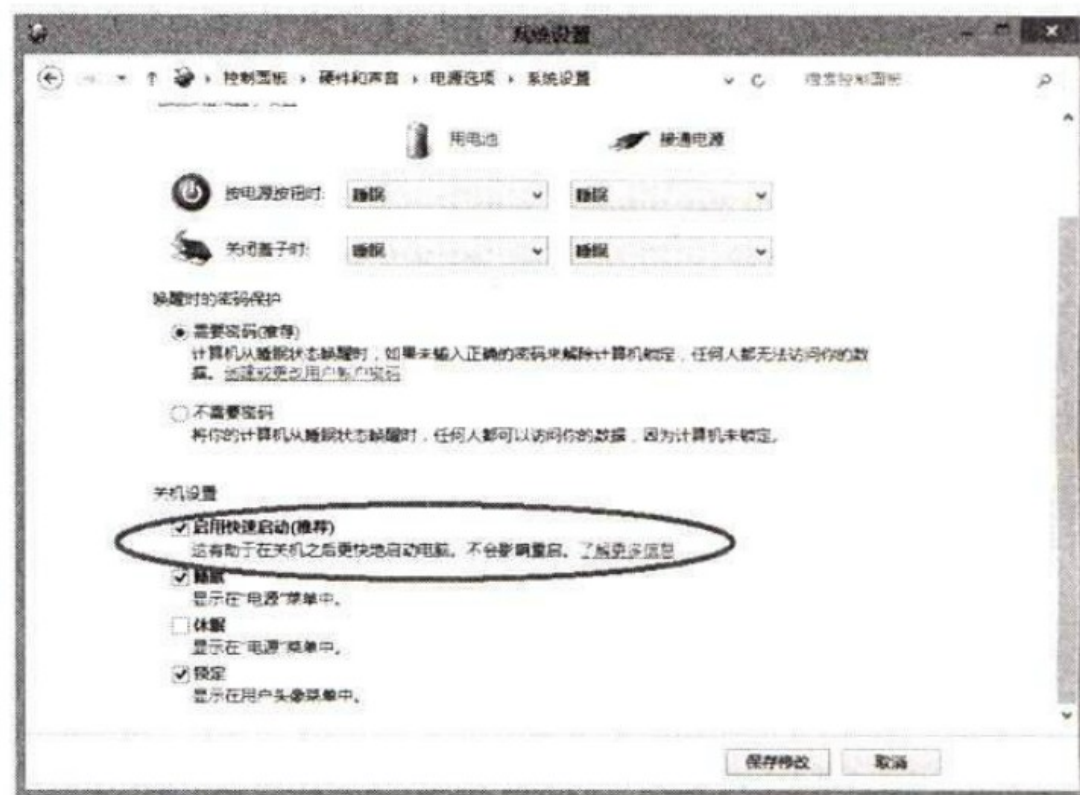 系统设置
控制面板 › 硬件和声音 › 电源选项 › 系统设置
搜索控制面板
用电池
接通电源
按电源按钮时:
睡眠
睡眠
关闭盖子时:
睡眠
睡眠
唤醒时的密码保护
需要密码(推荐)
计算机从睡眠状态唤醒时，如果未输入正确的密码来解除计算机锁定，任何人都无法访问你的数
据。创建或更改用户帐户密码
不需要密码
将你的计算机从睡眠状态唤醒时，任何人都可以访问你的数据，因为计算机未锁定。
关机设置
启用快速启动(推荐)
这有助于在关机之后更快地启动电脑。不会影响重启。了解更多信息
睡眠
显示在"电源"菜单中。
休眠
显示在"电源"菜单中。
锁定
显示在用户头像菜单中。
保存修改
取消